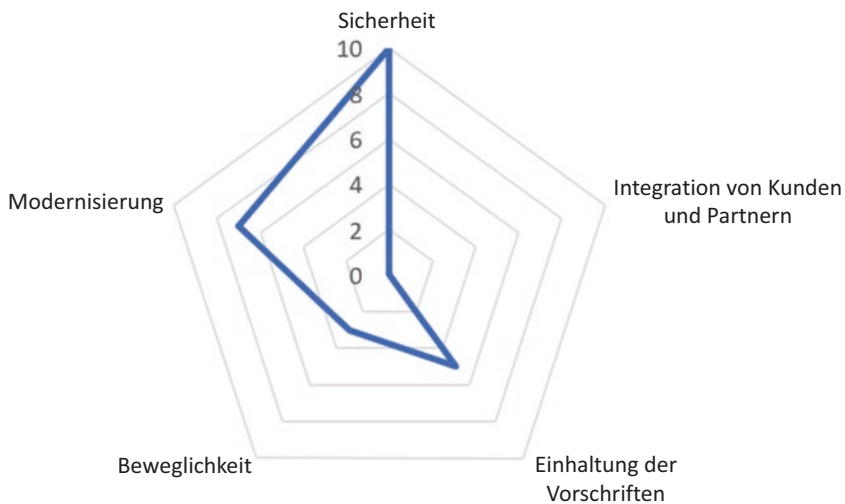 Sicherheit
10
8
6
4
2
0
Modernisierung
Integration von Kunden
und Partnern
Beweglichkeit
Einhaltung der
Vorschriften